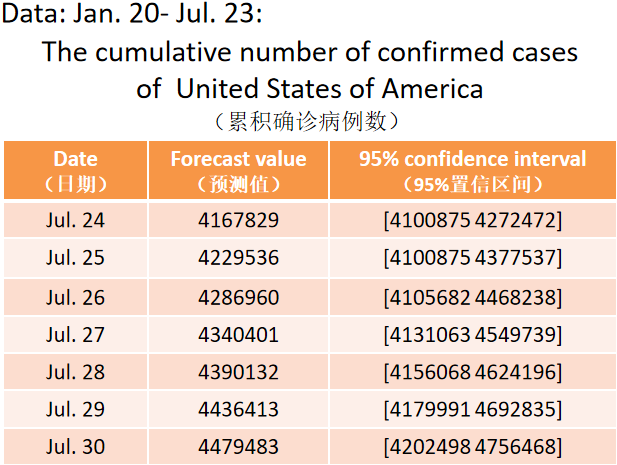 Data: Jan. 20- Jul. 23:
The cumulative number of confirmed cases
of United States of America
（累积确诊病例数）
Date Forecast value 95% confidence interval
（日期） （预测值） （95%置信区间）
Jul. 24 4167829 [4100875 4272472]
Jul. 25 4229536 [4100875 4377537]
Jul. 26 4286960 [4105682 4468238]
Jul. 27 4340401 [4131063 4549739]
Jul. 28 4390132 [4156068 4624196]
Jul. 29 4436413 [4179991 4692835]
Jul. 30 4479483 [4202498 4756468]